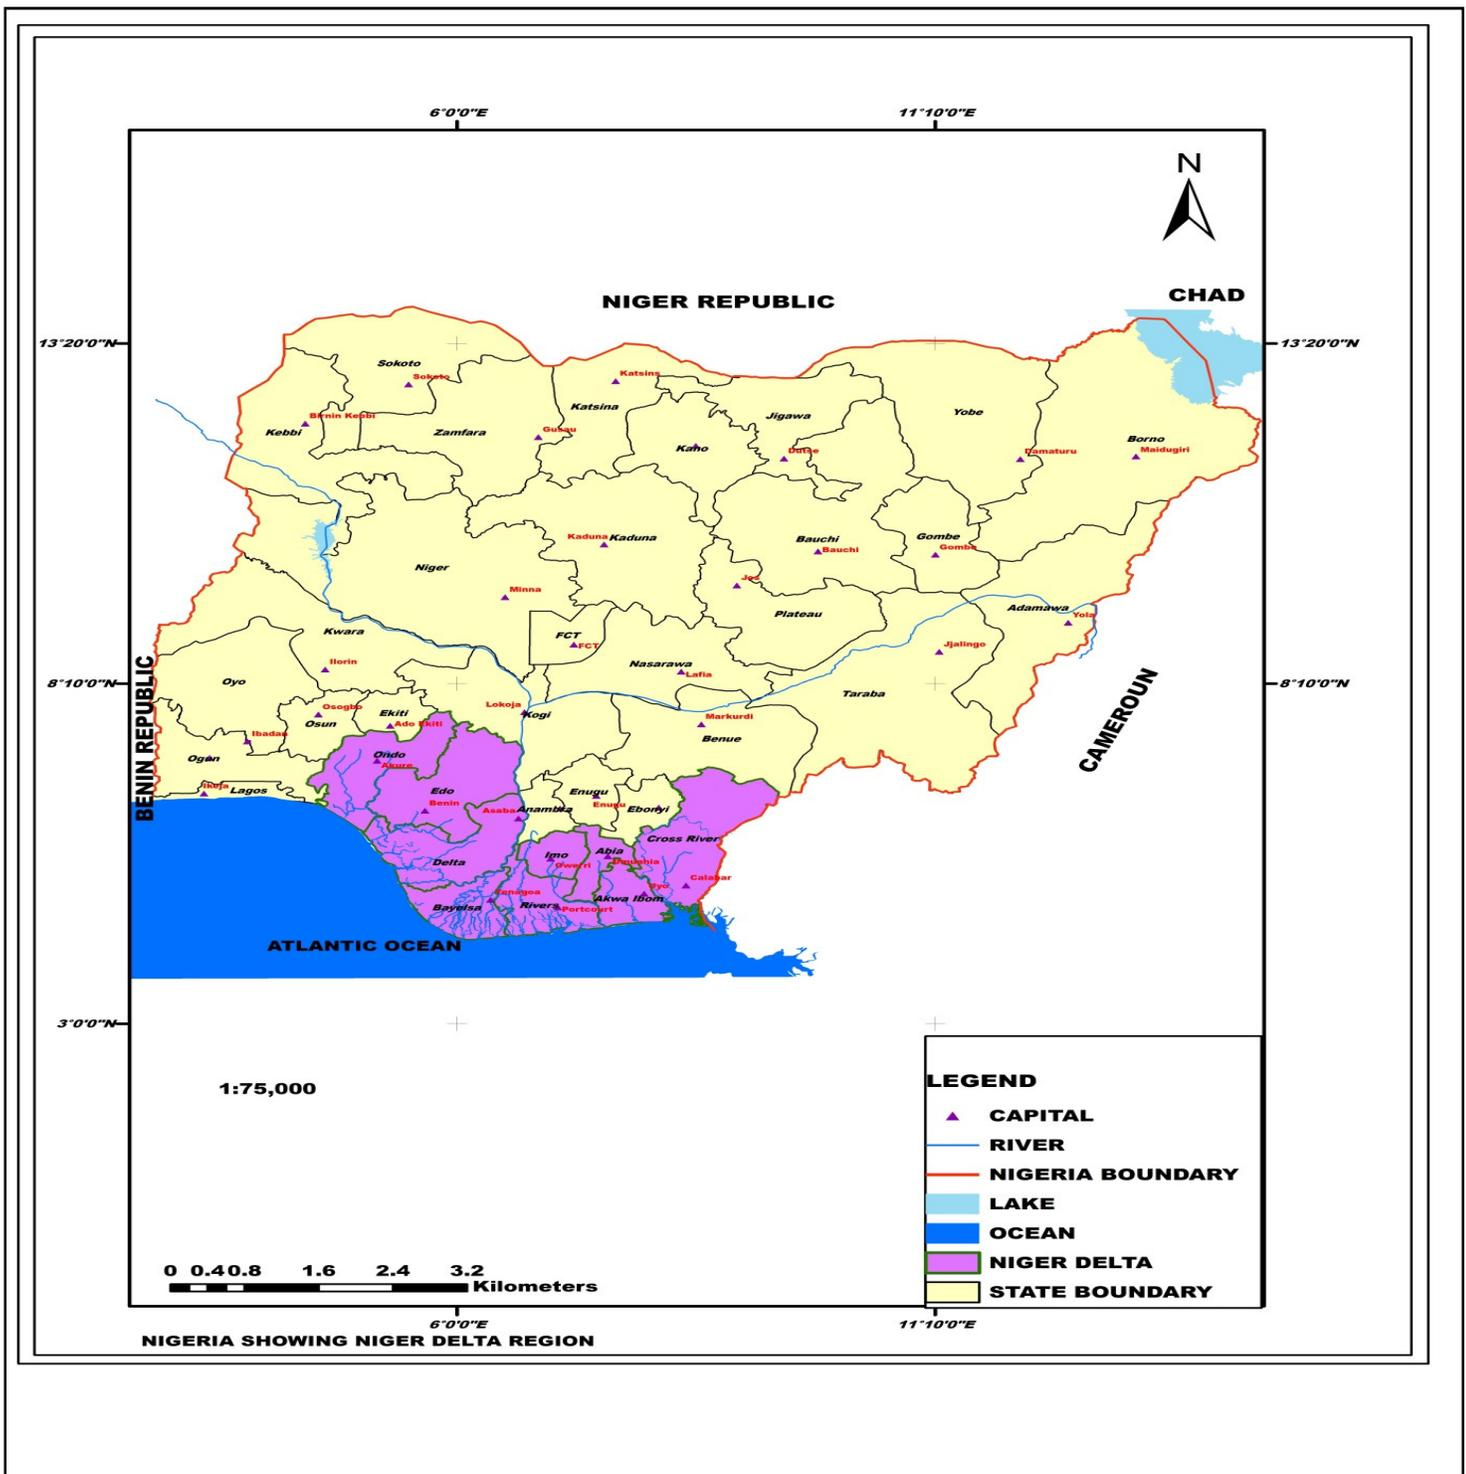 6°0'0"E 11°10'0"E
N
CHAD
NIGER REPUBLIC
13°20'0"N 13°20'0"N
Sokoto
Sokoto
Katsins
Katsina
Birnin Kebbi
Kebbi
Zamfara
Gusau
Kano
Jigawa
Dutse
Yobe
Damaturu
Borno
Maidugiri
Kaduna Kaduna
Bauchi
Bauchi
Gombe
Gombe
Niger
Minna
Jos
Plateau
Adamawa
Yola
Kwara
FCT
FCT
Ilorin
Nasarawa
Lafia
Jjalingo
Taraba
8°10'0"N 8°10'0"N
BENIN REPUBLIC
CAMEROUN
Oyo
Osogbo
Osun
Ekiti
Ado Ekiti
Lokoja
Kogi
Markurdi
Benue
Ibadan
Ogun
Ondo
Akure
Ikeja
Lagos
Edo
Benin
Asaba
Anambra
Enugu
Enugu
Ebonyi
Cross River
Delta
Imo
Owerri
Abia
Umuahia
Calabar
Uyo
Akwa Ibom
Yenagoa
Bayelsa
Rivers
Portcourt
ATLANTIC OCEAN
3°0'0"N
1:75,000
LEGEND
CAPITAL
RIVER
NIGERIA BOUNDARY
LAKE
OCEAN
NIGER DELTA
STATE BOUNDARY
0 0.4 0.8 1.6 2.4 3.2
Kilometers
6°0'0"E 11°10'0"E
NIGERIA SHOWING NIGER DELTA REGION